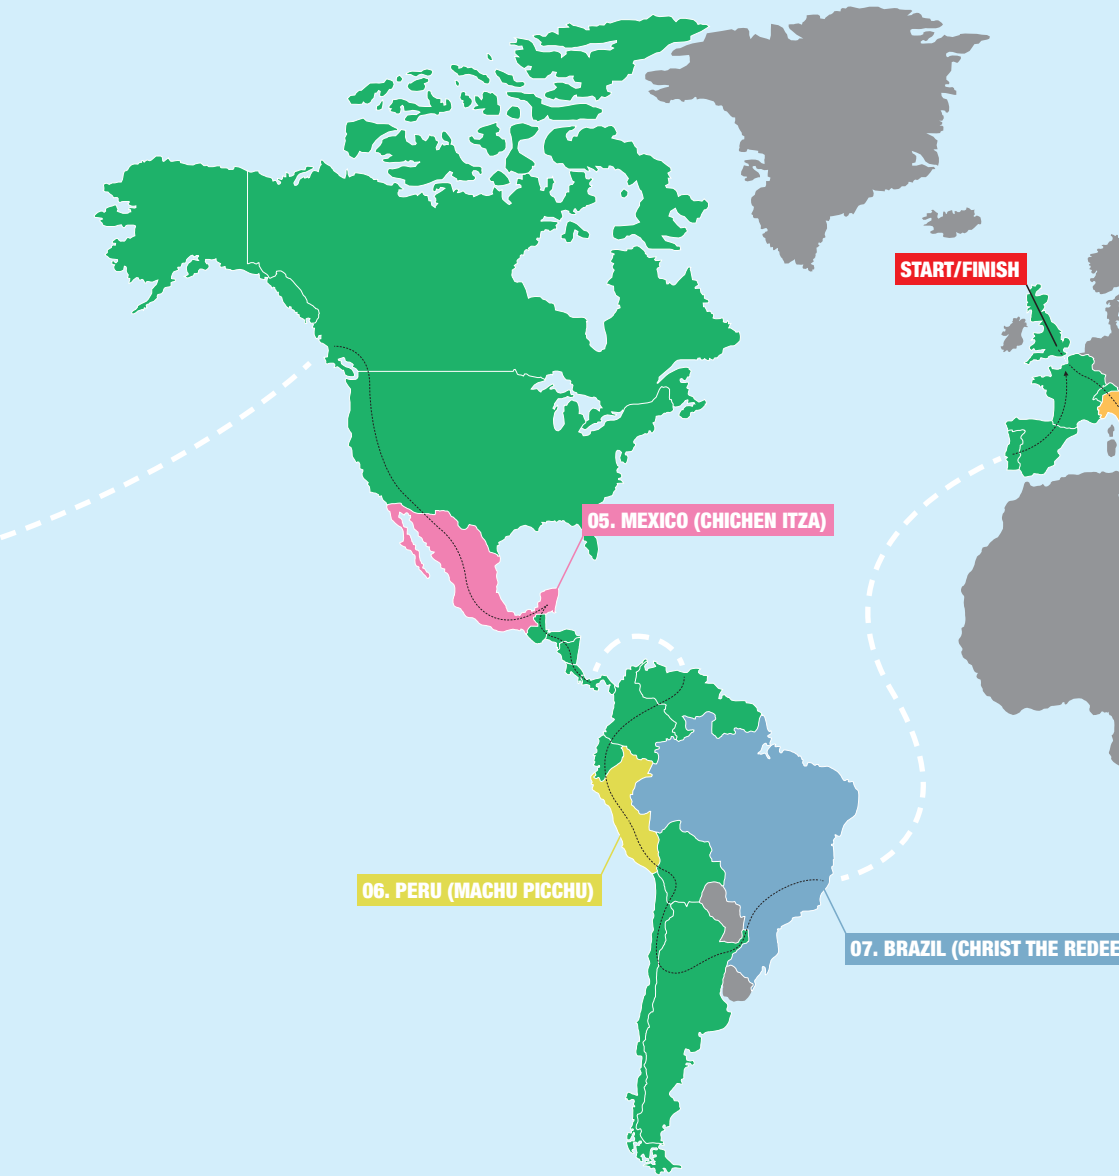 START/FINISH
05. MEXICO (CHICHEN ITZA)
06. PERU (MACHU PICCHU)
07. BRAZIL (CHRIST THE REDEE